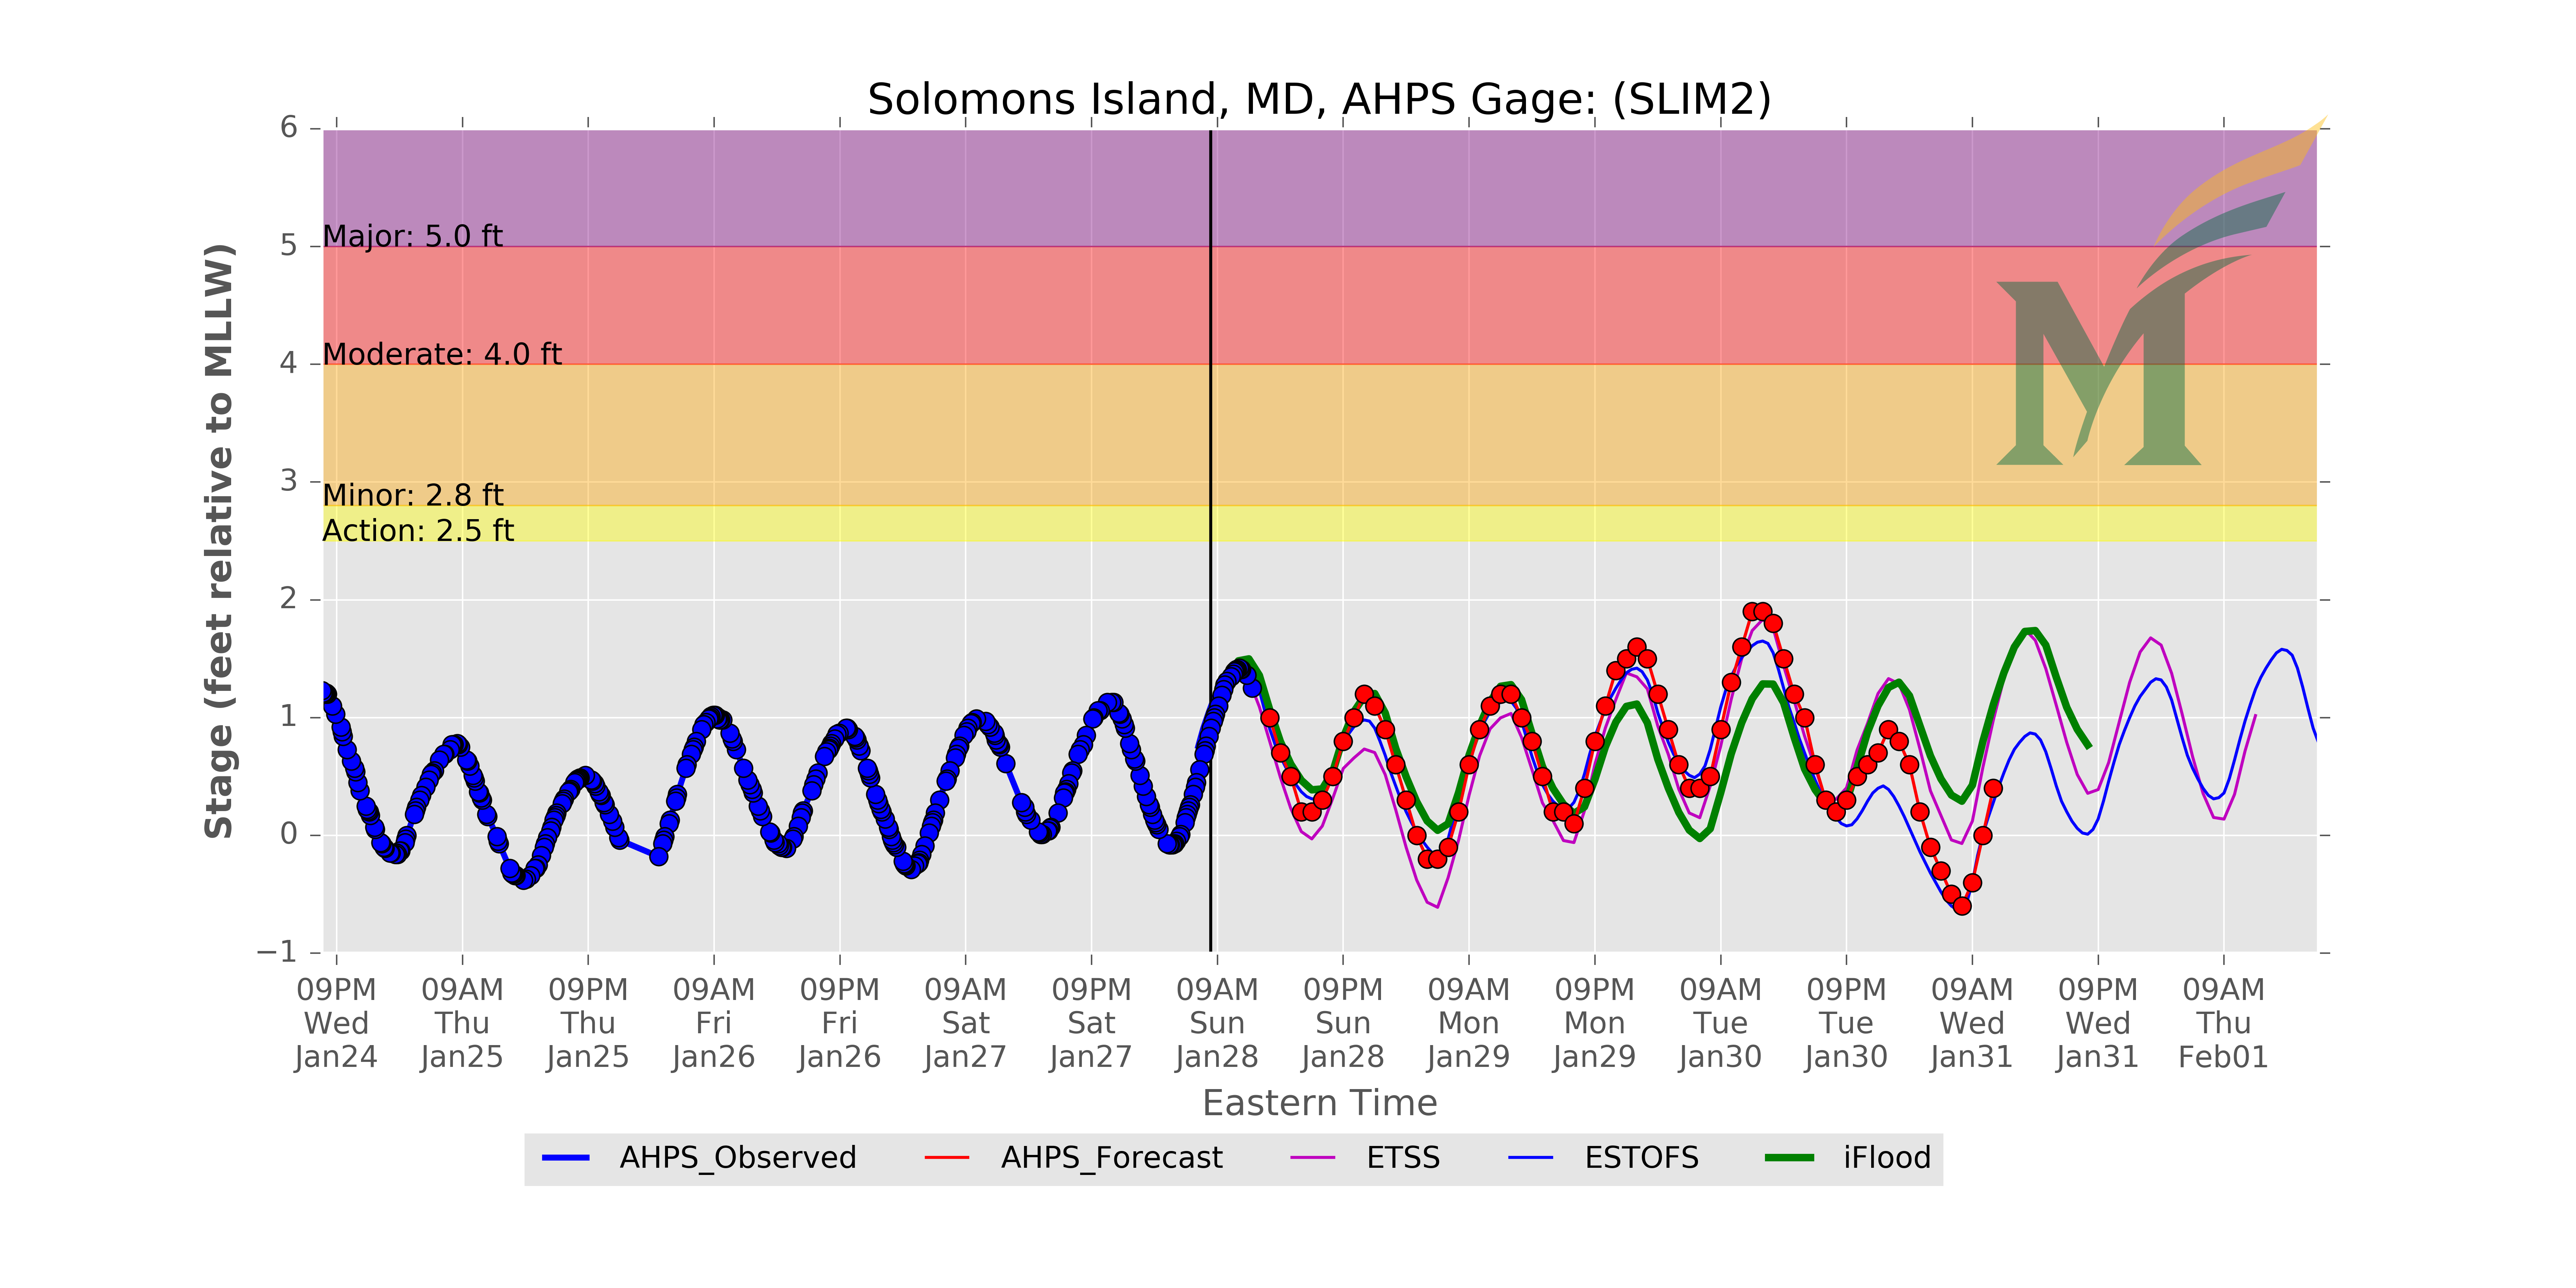 Solomons Island, MD, AHPS Gage: (SLIM2)
Stage (feet relative to MLLW)
6
5
4
3
2
1
0
−1
Major: 5.0 ft
Moderate: 4.0 ft
Minor: 2.8 ft
Action: 2.5 ft
M
09PM 09AM 09PM 09AM 09PM 09AM 09PM 09AM 09PM 09AM 09PM 09AM 09PM 09AM 09PM 09AM
Wed Thu Thu Fri Fri Sat Sat Sun Sun Mon Mon Tue Tue Wed Wed Thu
Jan24 Jan25 Jan25 Jan26 Jan26 Jan27 Jan27 Jan28 Jan28 Jan29 Jan29 Jan30 Jan30 Jan31 Jan31 Feb01
Eastern Time
AHPS_Observed AHPS_Forecast ETSS ESTOFS iFlood